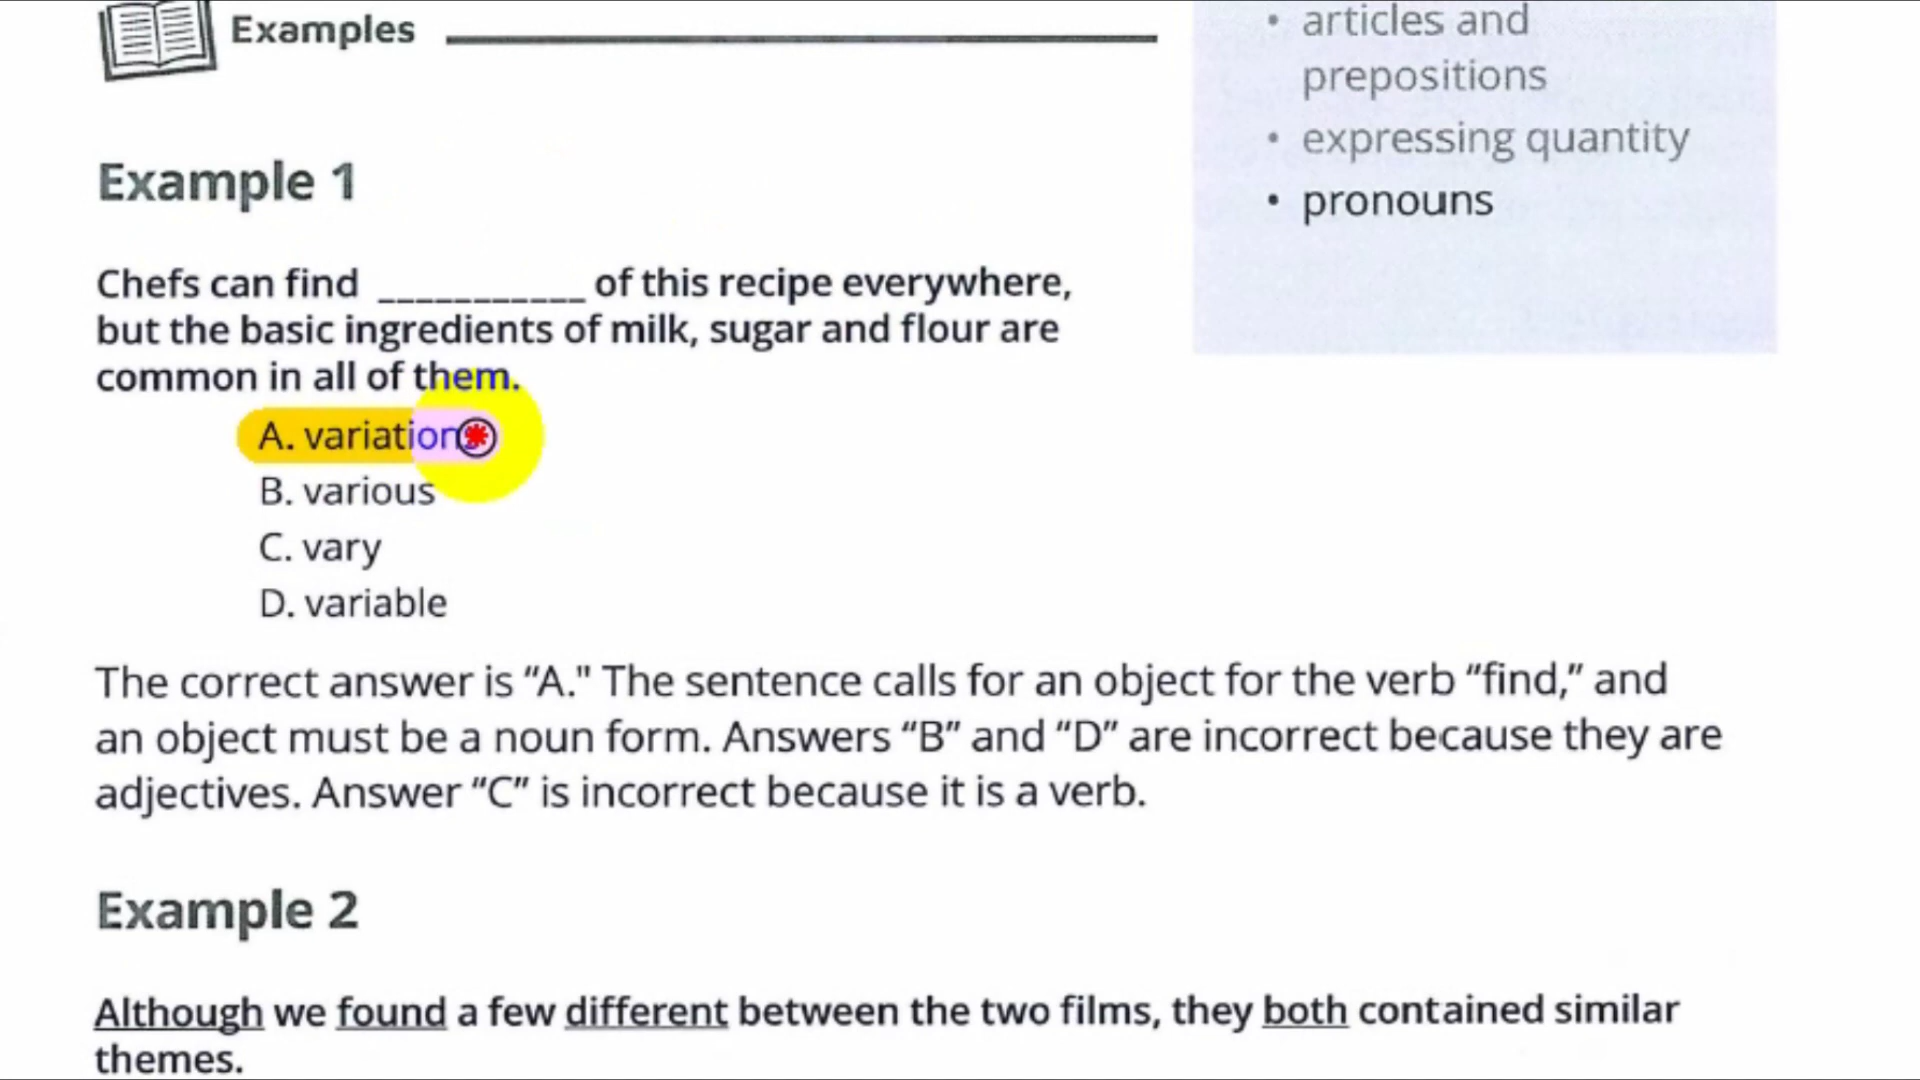 Examples
articles and
prepositions
• expressing quantity
• pronouns
Example 1
Chefs can find ___________ of this recipe everywhere,
but the basic ingredients of milk, sugar and flour are
common in all of them.
A. variations
B. various
C. vary
D. variable
The correct answer is “A." The sentence calls for an object for the verb “find,” and
an object must be a noun form. Answers “B” and “D” are incorrect because they are
adjectives. Answer “C” is incorrect because it is a verb.
Example 2
Although we found a few different between the two films, they both contained similar
themes.